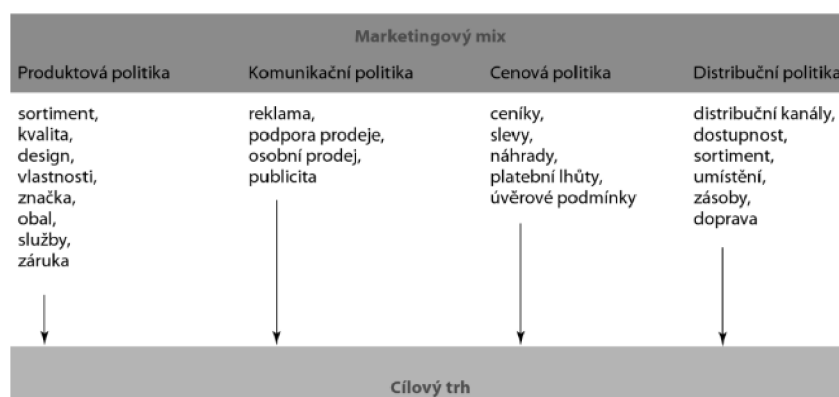 Marketingový mix
Produktová politika
Komunikační politika
Cenová politika
Distribuční politika
sortiment,
kvalita,
design,
vlastnosti,
značka,
obal,
služby,
záruka
reklama,
podpora prodeje,
osobní prodej,
publicita
ceníky,
slevy,
náhrady,
platební lhůty,
úvěrové podmínky
distribuční kanály,
dostupnost,
sortiment,
umístění,
zásoby,
doprava
Cílový trh